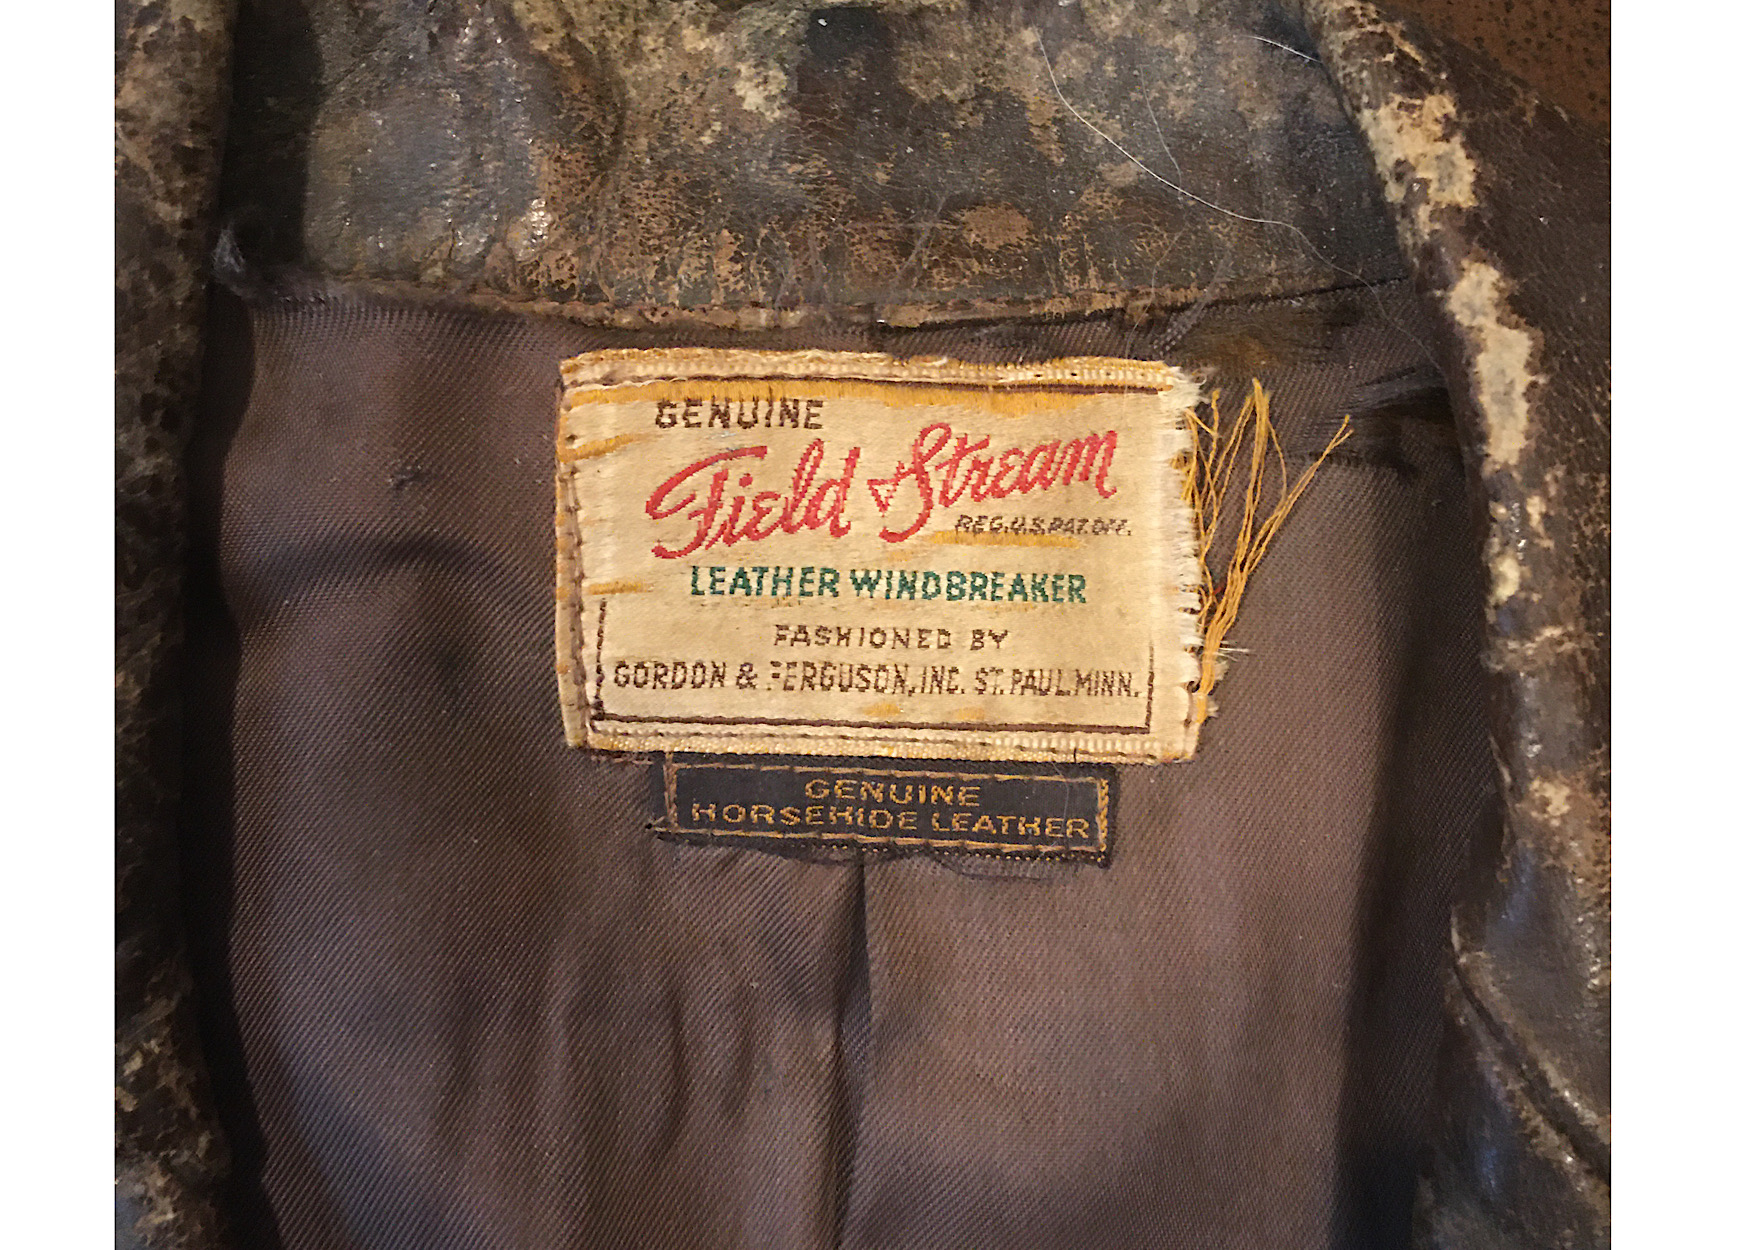 GENUINE
Field & Stream
REG. U.S. PAT. OFF.
LEATHER WINDBREAKER
FASHIONED BY
GORDON & FERGUSON, INC. ST. PAUL, MINN.
GENUINE
HORSEHIDE LEATHER